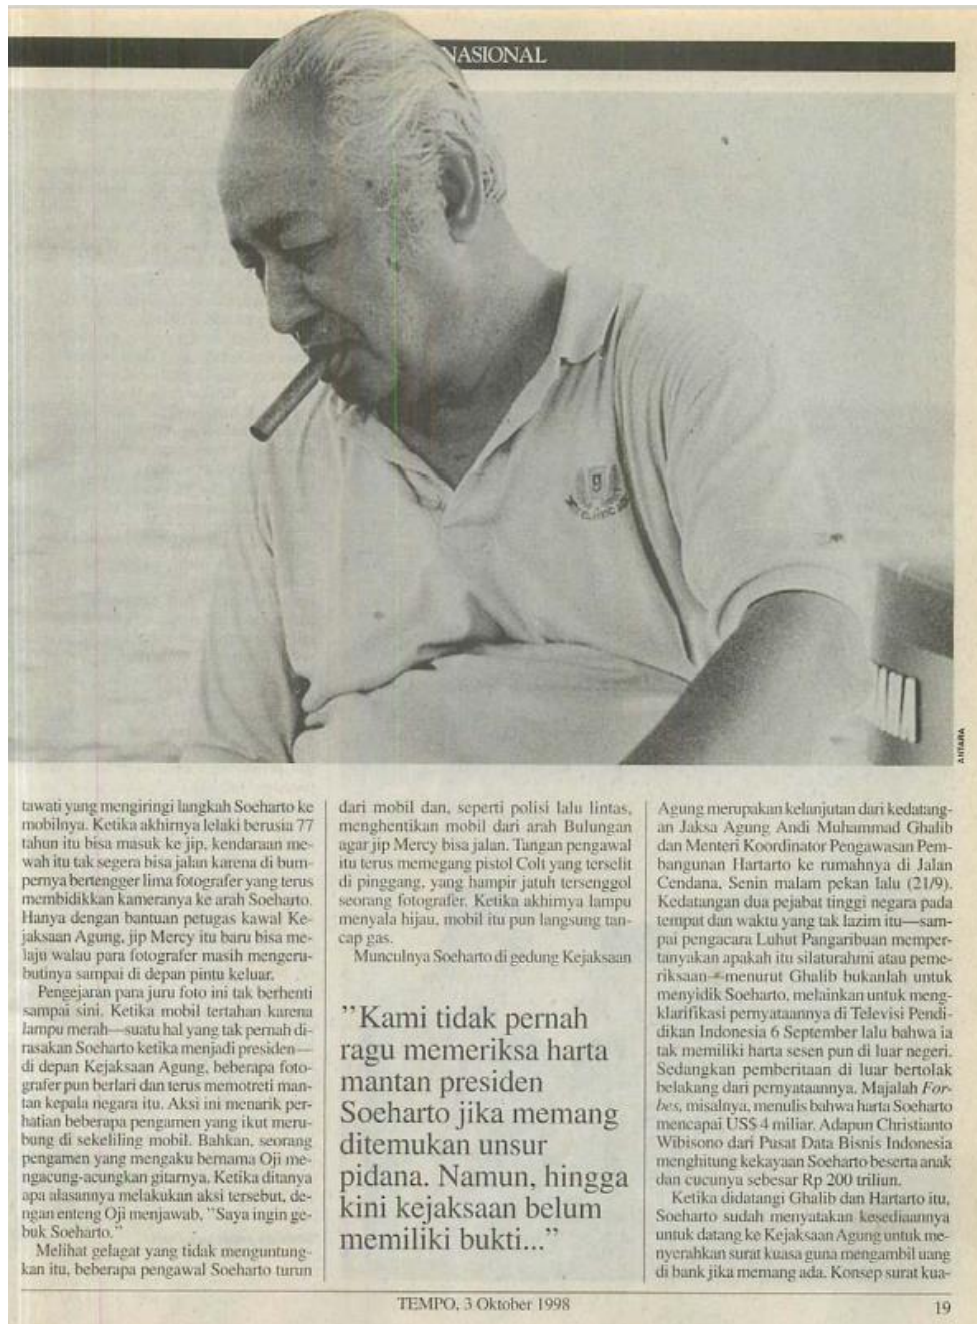 NASIONAL
9
ANTARA
tawati yang mengiringi langkah Soeharto ke
mobilnya. Ketika akhirnya lelaki berusia 77
tahun itu bisa masuk ke jip, kendaraan me-
wah itu tak segera bisa jalan karena di bum-
pernya bertengger lima fotografer yang terus
membidikkan kameranya ke arah Soeharto.
Hanya dengan bantuan petugas kawal Ke-
jaksaan Agung, jip Mercy itu baru bisa me-
laju walau para fotografer masih mengeru-
butinya sampai di depan pintu keluar.
Pengejaran para juru foto ini tak berhenti
sampai sini. Ketika mobil tertahan karena
lampu merah—suatu hal yang tak pernah di-
rasakan Soeharto ketika menjadi presiden—
di depan Kejaksaan Agung, beberapa foto-
grafer pun berlari dan terus memotreti man-
tan kepala negara itu. Aksi ini menarik per-
hatian beberapa pengamen yang ikut meru-
bung di sekeliling mobil. Bahkan, seorang
pengamen yang mengaku bernama Oji me-
ngacung-acungkan gitarnya. Ketika ditanya
apa alasannya melakukan aksi tersebut, de-
ngan enteng Oji menjawab, "Saya ingin ge-
buk Soeharto."
Melihat gelagat yang tidak menguntung-
kan itu, beberapa pengawal Soeharto turun
dari mobil dan, seperti polisi lalu lintas,
menghentikan mobil dari arah Bulungan
agar jip Mercy bisa jalan. Tangan pengawal
itu terus memegang pistol Colt yang terselit
di pinggang, yang hampir jatuh tersenggol
seorang fotografer. Ketika akhirnya lampu
menyala hijau, mobil itu pun langsung tan-
cap gas.
Munculnya Soeharto di gedung Kejaksaan
"Kami tidak pernah
ragu memeriksa harta
mantan presiden
Soeharto jika memang
ditemukan unsur
pidana. Namun, hingga
kini kejaksaan belum
memiliki bukti..."
Agung merupakan kelanjutan dari kedatang-
an Jaksa Agung Andi Muhammad Ghalib
dan Menteri Koordinator Pengawasan Pem-
bangunan Hartarto ke rumahnya di Jalan
Cendana, Senin malam pekan lalu (21/9).
Kedatangan dua pejabat tinggi negara pada
tempat dan waktu yang tak lazim itu—sam-
pai pengacara Luhut Pangaribuan memper-
tanyakan apakah itu silaturahmi atau peme-
riksaan—menurut Ghalib bukanlah untuk
menyidik Soeharto, melainkan untuk meng-
klarifikasi pernyataannya di Televisi Pendi-
dikan Indonesia 6 September lalu bahwa ia
tak memiliki harta sesen pun di luar negeri.
Sedangkan pemberitaan di luar bertolak
belakang dari pernyataannya. Majalah For-
bes, misalnya, menulis bahwa harta Soeharto
mencapai US$ 4 miliar. Adapun Christianto
Wibisono dari Pusat Data Bisnis Indonesia
menghitung kekayaan Soeharto beserta anak
dan cucunya sebesar Rp 200 triliun.
Ketika didatangi Ghalib dan Hartarto itu,
Soeharto sudah menyatakan kesediaannya
untuk datang ke Kejaksaan Agung untuk me-
nyerahkan surat kuasa guna mengambil uang
di bank jika memang ada. Konsep surat kua-
TEMPO, 3 Oktober 1998
19